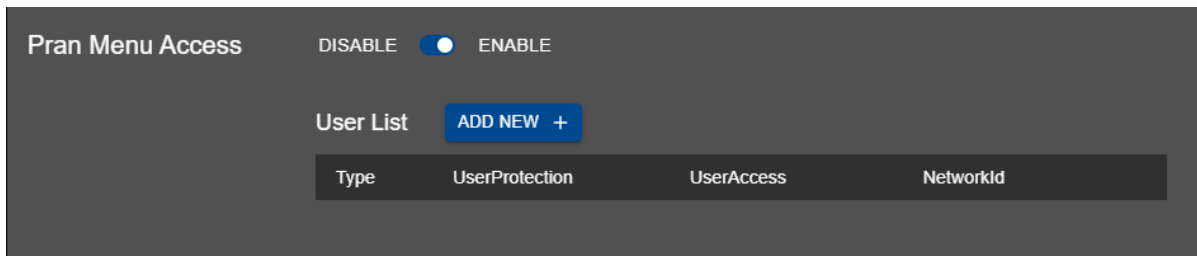 Pran Menu Access DISABLE ENABLE
User List ADD NEW +
Type UserProtection UserAccess NetworkId